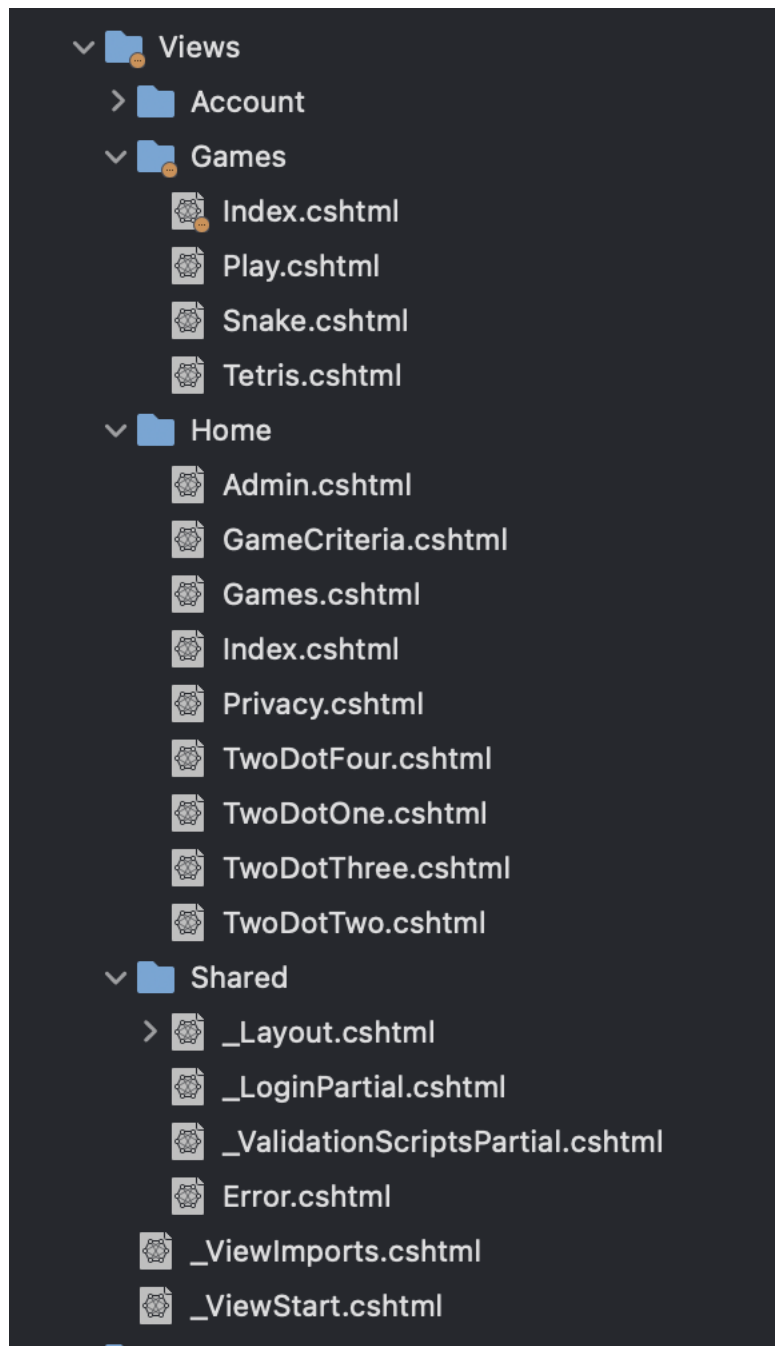 Views
Account
Games
Index.cshtml
Play.cshtml
Snake.cshtml
Tetris.cshtml
Home
Admin.cshtml
GameCriteria.cshtml
Games.cshtml
Index.cshtml
Privacy.cshtml
TwoDotFour.cshtml
TwoDotOne.cshtml
TwoDotThree.cshtml
TwoDotTwo.cshtml
Shared
_Layout.cshtml
_LoginPartial.cshtml
_ValidationScriptsPartial.cshtml
Error.cshtml
_ViewImports.cshtml
_ViewStart.cshtml